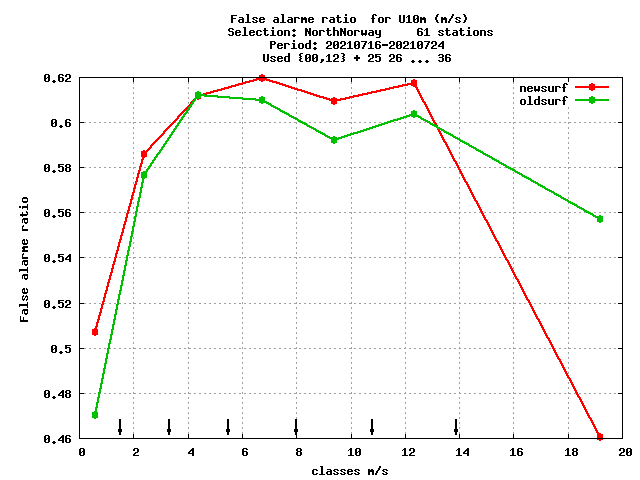 False alarme ratio  for U10m (m/s)
Selection: NorthNorway     61 stations
Period: 20210716-20210724
Used {00,12} + 25 26 ... 36
newsurf
oldsurf
False alarme ratio
0.62
0.6
0.58
0.56
0.54
0.52
0.5
0.48
0.46
0 2 4 6 8 10 12 14 16 18 20
classes m/s